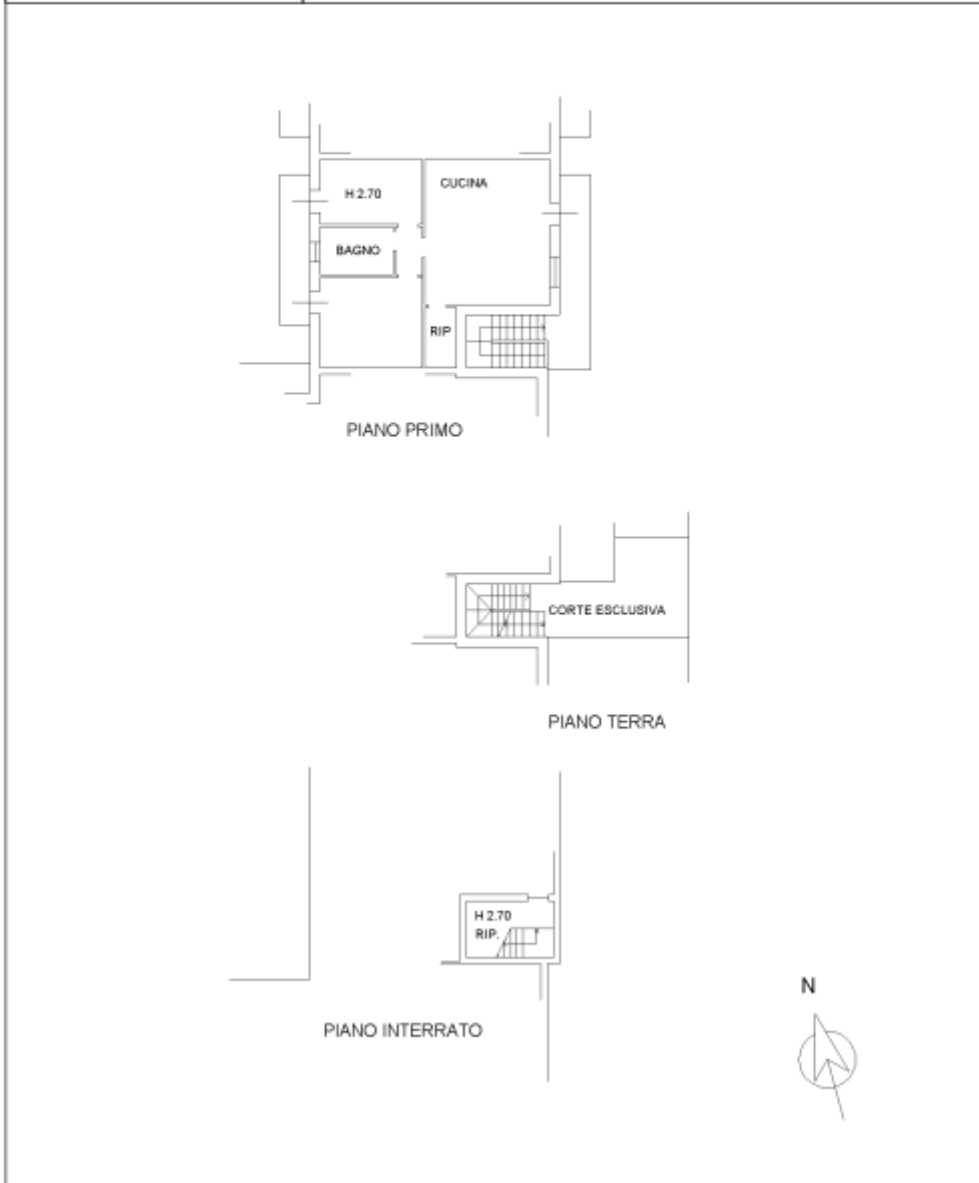 H 2.70
CUCINA
BAGNO
RIP
PIANO PRIMO
CORTE ESCLUSIVA
PIANO TERRA
H 2.70
RIP.
N
PIANO INTERRATO